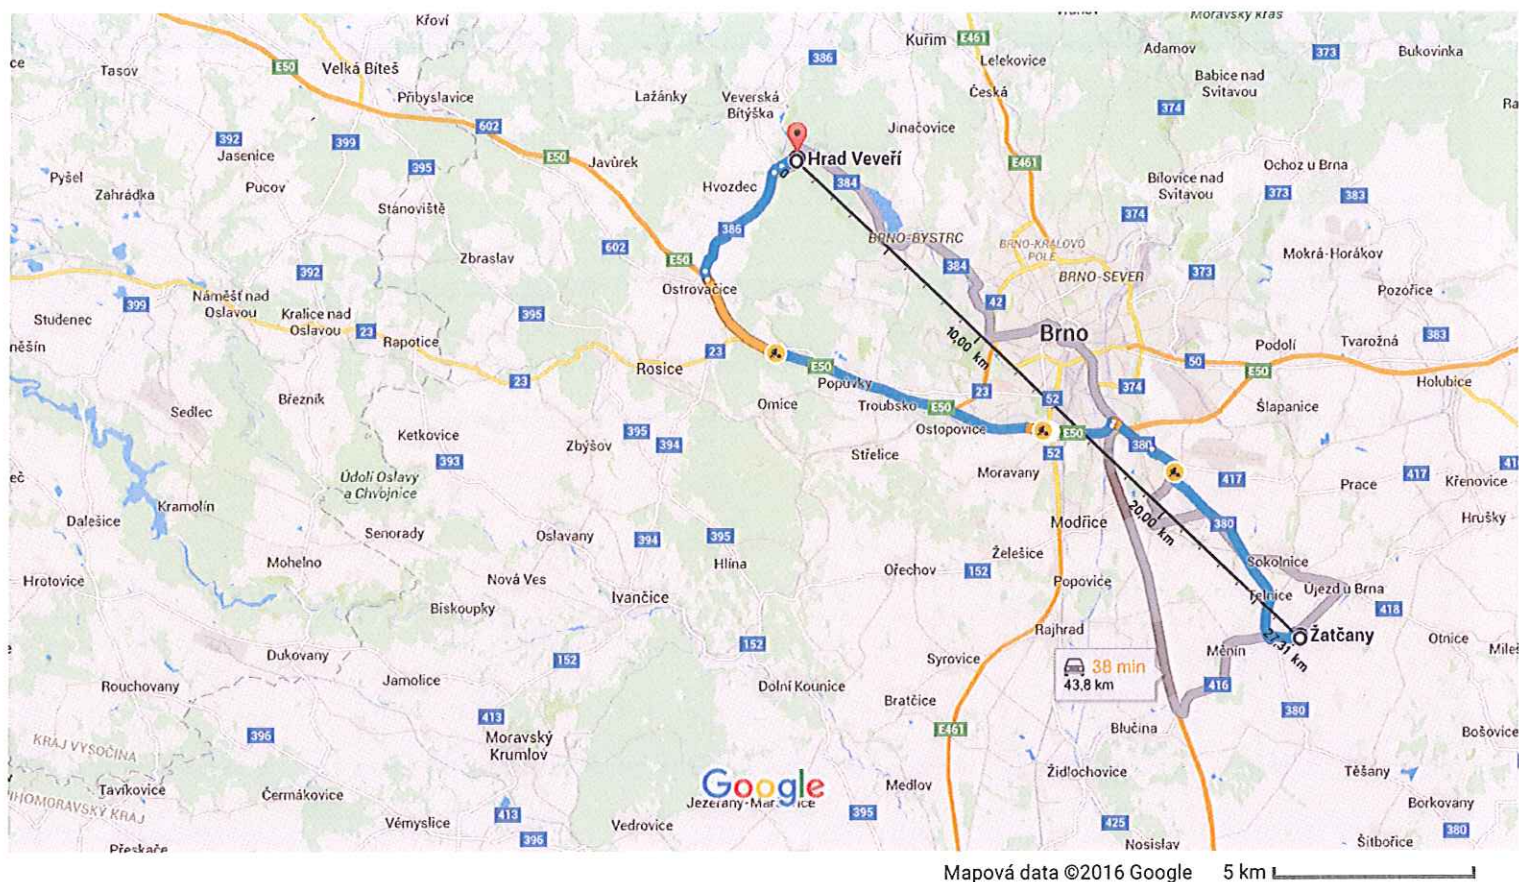 Křoví
Kuřim
E461
Moravský kras
Adamov
373
Bukovinka
Tasov
E50
Velká Bíteš
386
Lelekovice
Babice nad
Svitavou
Přibyslavice
Lažánky
Veverská
Bítýška
Česká
374
602
Jinačovice
392
399
Jasenice
395
E50
Javůrek
Hrad Veveří
E461
Ochoz u Brna
Pyšel
Zahrádka
Pucov
Stanoviště
Hvozdec
0
384
Bílovice nad
Svitavou
373
383
374
386
602
Zbraslav
E50
BRNO-BYSTRC
BRNO-KRÁLOVO
POLE
384
BRNO-SEVER
373
Mokrá-Horákov
392
Ostrovačice
Pozořice
Náměšť nad
Oslavou
399
Kralice nad
Oslavou
Studenec
23
Rapotice
395
42
Brno
10,00 km
383
Podolí
Tvarožná
Rosice
23
E50
Popůvky
50
E50
Holubice
23
374
23
52
Sedlec
Březník
Omice
Troubsko
E50
Šlapanice
Ketkovice
395
394
Zbýšov
Ostopovice
E50
380
52
Střelice
Moravany
393
Údolí Oslavy
a Chvojnice
417
Prace
417
Křenovice
Kramolín
20,00 km
Dalešice
Senorady
Oslavany
394
395
Modřice
380
Hrušky
Želešice
Mohelno
Hlína
Ořechov
152
Sokolnice
Hrotovice
Nová Ves
Popovice
Telnice
Újezd u Brna
Biskoupky
Ivančice
418
Rajhrad
27,31 km
Žatčany
Otnice
Dukovany
152
152
Syrovice
38 min
43,8 km
Měnín
Rouchovany
Jamolice
Dolní Kounice
416
Bratčice
380
413
E461
Blučina
KRAJ VYSOČINA
396
Moravský
Krumlov
Bošovice
Židlochovice
Těšany
Tavíkovice
Čermákovice
Google
Medlov
JIHOMORAVSKÝ KRAJ
413
395
Borkovany
Vémyslice
396
Vedrovice
425
380
Přeskače
Nosislav
Šitbořice
Mapová data ©2016 Google 5 km